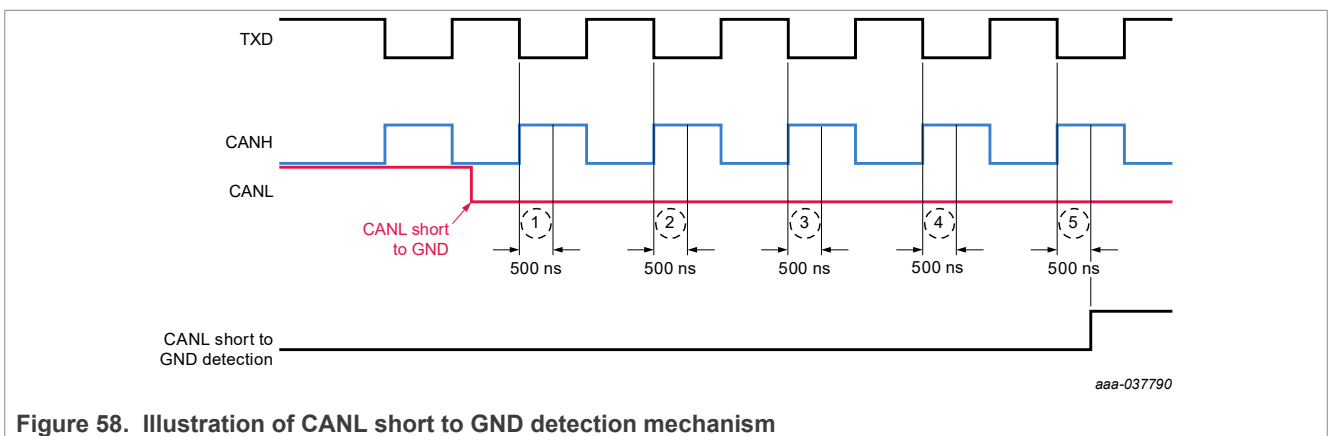 TXD
CANH
CANL
CANL short
to GND
1
2
3
4
5
500 ns
500 ns
500 ns
500 ns
500 ns
CANL short to
GND detection
aaa-037790
Figure 58. Illustration of CANL short to GND detection mechanism